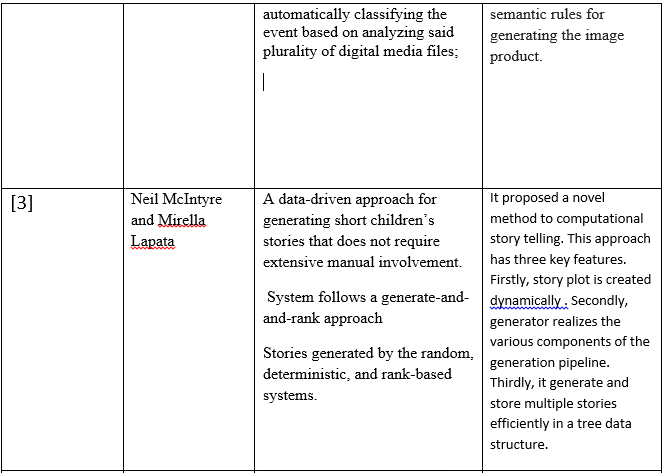 automatically classifying the
event based on analyzing said
plurality of digital media files;
semantic rules for
generating the image
product.
[3]
Neil McIntyre
and Mirella
Lapata
A data-driven approach for
generating short children's
stories that does not require
extensive manual involvement.
System follows a generate-and-
and-rank approach
Stories generated by the random,
deterministic, and rank-based
systems.
It proposed a novel
method to computational
story telling. This approach
has three key features.
Firstly, story plot is created
dynamically . Secondly,
generator realizes the
various components of the
generation pipeline.
Thirdly, it generate and
store multiple stories
efficiently in a tree data
structure.